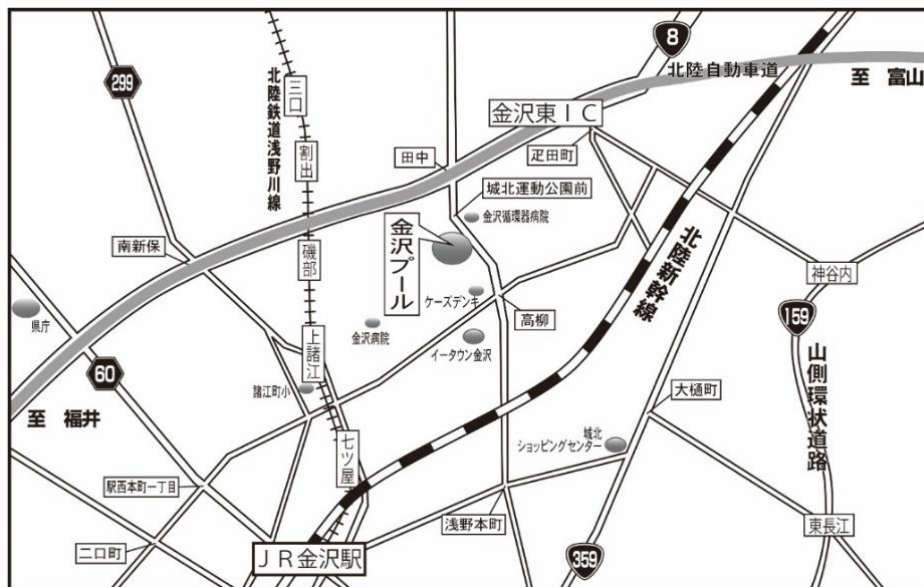 8
北陸自動車道
至 富山
299
三口
北陸鉄道浅野川線
金沢東IC
割出
田中
疋田町
城北運動公園前
金沢循環器病院
金沢プール
南新保
磯部
北陸新幹線
神谷内
ケーズデンキ
県庁
高柳
159
金沢病院
イータウン金沢
上諸江
60
諸江町小
大樋町
山側環状道路
至 福井
城北
ショッピングセンター
七ツ屋
駅西本町一丁目
浅野本町
東長江
二口町
JR金沢駅
359